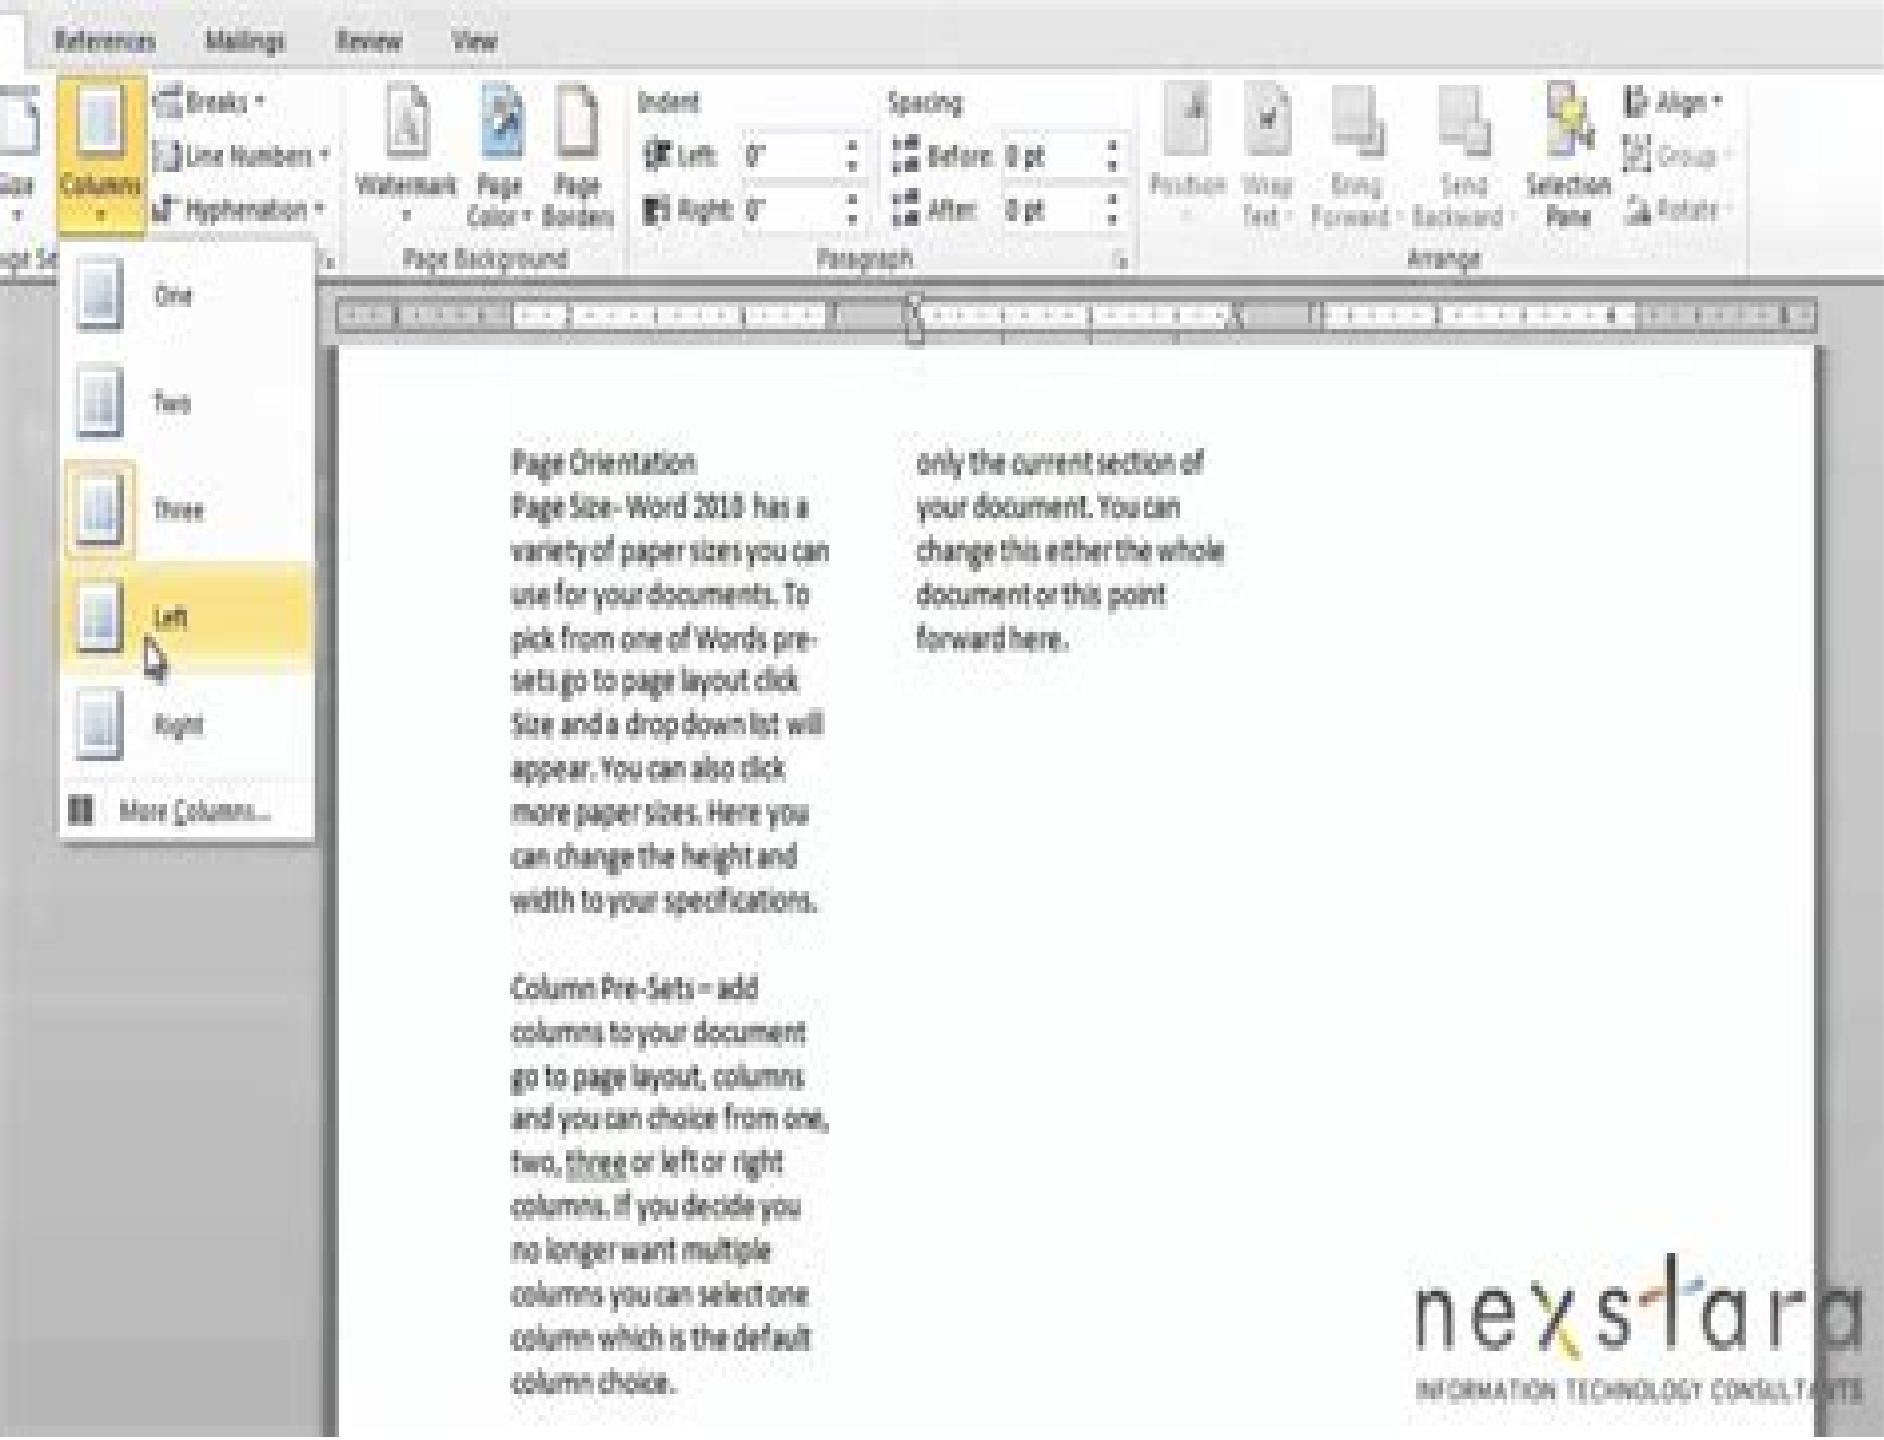 References Mailings Review View
Size Columns Breaks Watermark Page Color Page Borders Indent Spacing Position Wrap Text Bring Forward Send Backward Selection Pane Align
Line Numbers Left: 0" Before: 0 pt Group
Hyphenation Right: 0" After: 0 pt Rotate
Page Background Paragraph Arrange
One
Two
Three
Left
Right
More Columns...
Page Orientation
Page Size- Word 2010 has a
variety of paper sizes you can
use for your documents. To
pick from one of Words pre-
sets go to page layout click
Size and a drop down list will
appear. You can also click
more paper sizes. Here you
can change the height and
width to your specifications.
Column Pre-Sets – add
columns to your document
go to page layout, columns
and you can choice from one,
two, three or left or right
columns. If you decide you
no longer want multiple
columns you can select one
column which is the default
column choice.
only the current section of
your document. You can
change this either the whole
document or this point
forward here.
nexstara
INFORMATION TECHNOLOGY CONSULTANTS